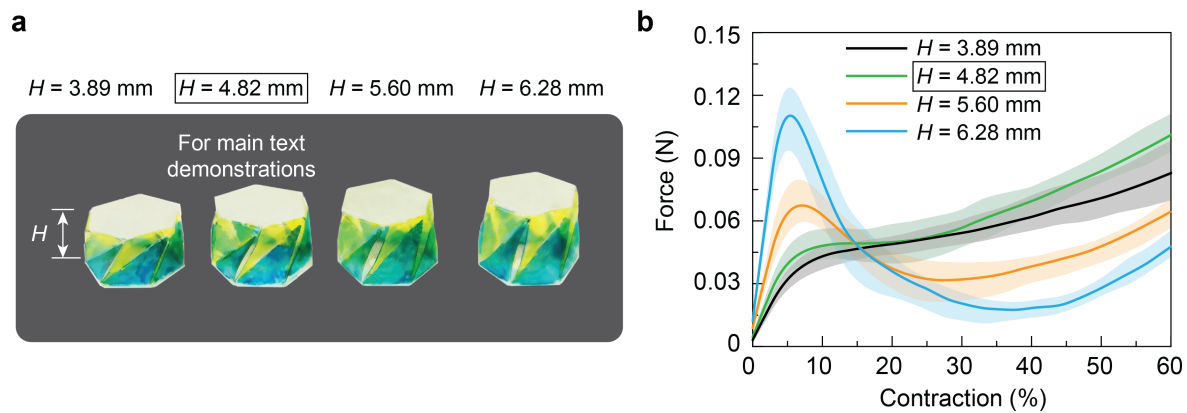 a
H = 3.89 mm
H = 4.82 mm
H = 5.60 mm
H = 6.28 mm
For main text
demonstrations
H
b
Force (N)
0.15
0.12
0.09
0.06
0.03
0
H = 3.89 mm
H = 4.82 mm
H = 5.60 mm
H = 6.28 mm
0 10 20 30 40 50 60
Contraction (%)